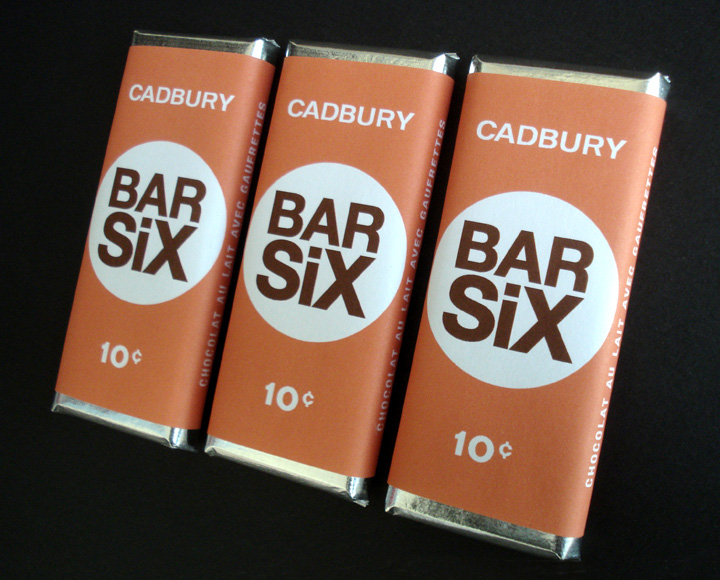 CADBURY
BAR
SiX
10¢
CHOCOLAT AU LAIT AVEC GAUFRETTES
CADBURY
BAR
SiX
10¢
CHOCOLAT AU LAIT AVEC GAUFRETTES
CADBURY
BAR
SiX
10¢
CHOCOLAT AU LAIT AVEC GAUFRETTES